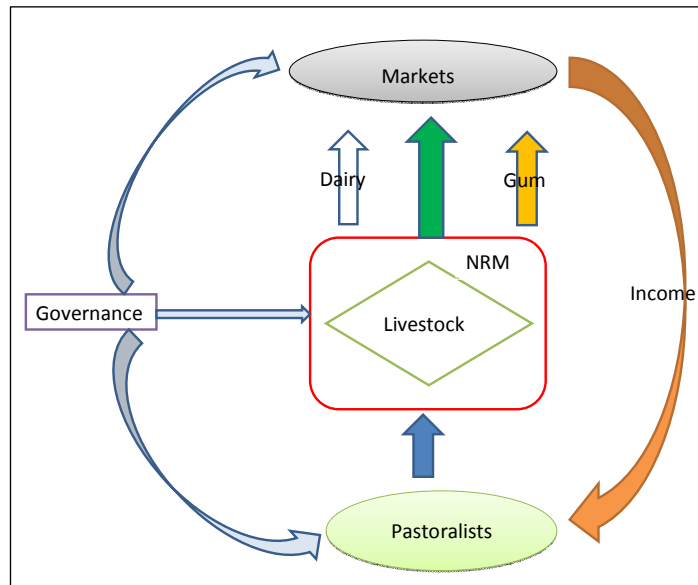 Markets
Dairy
Gum
NRM
Income
Governance
Livestock
Pastoralists